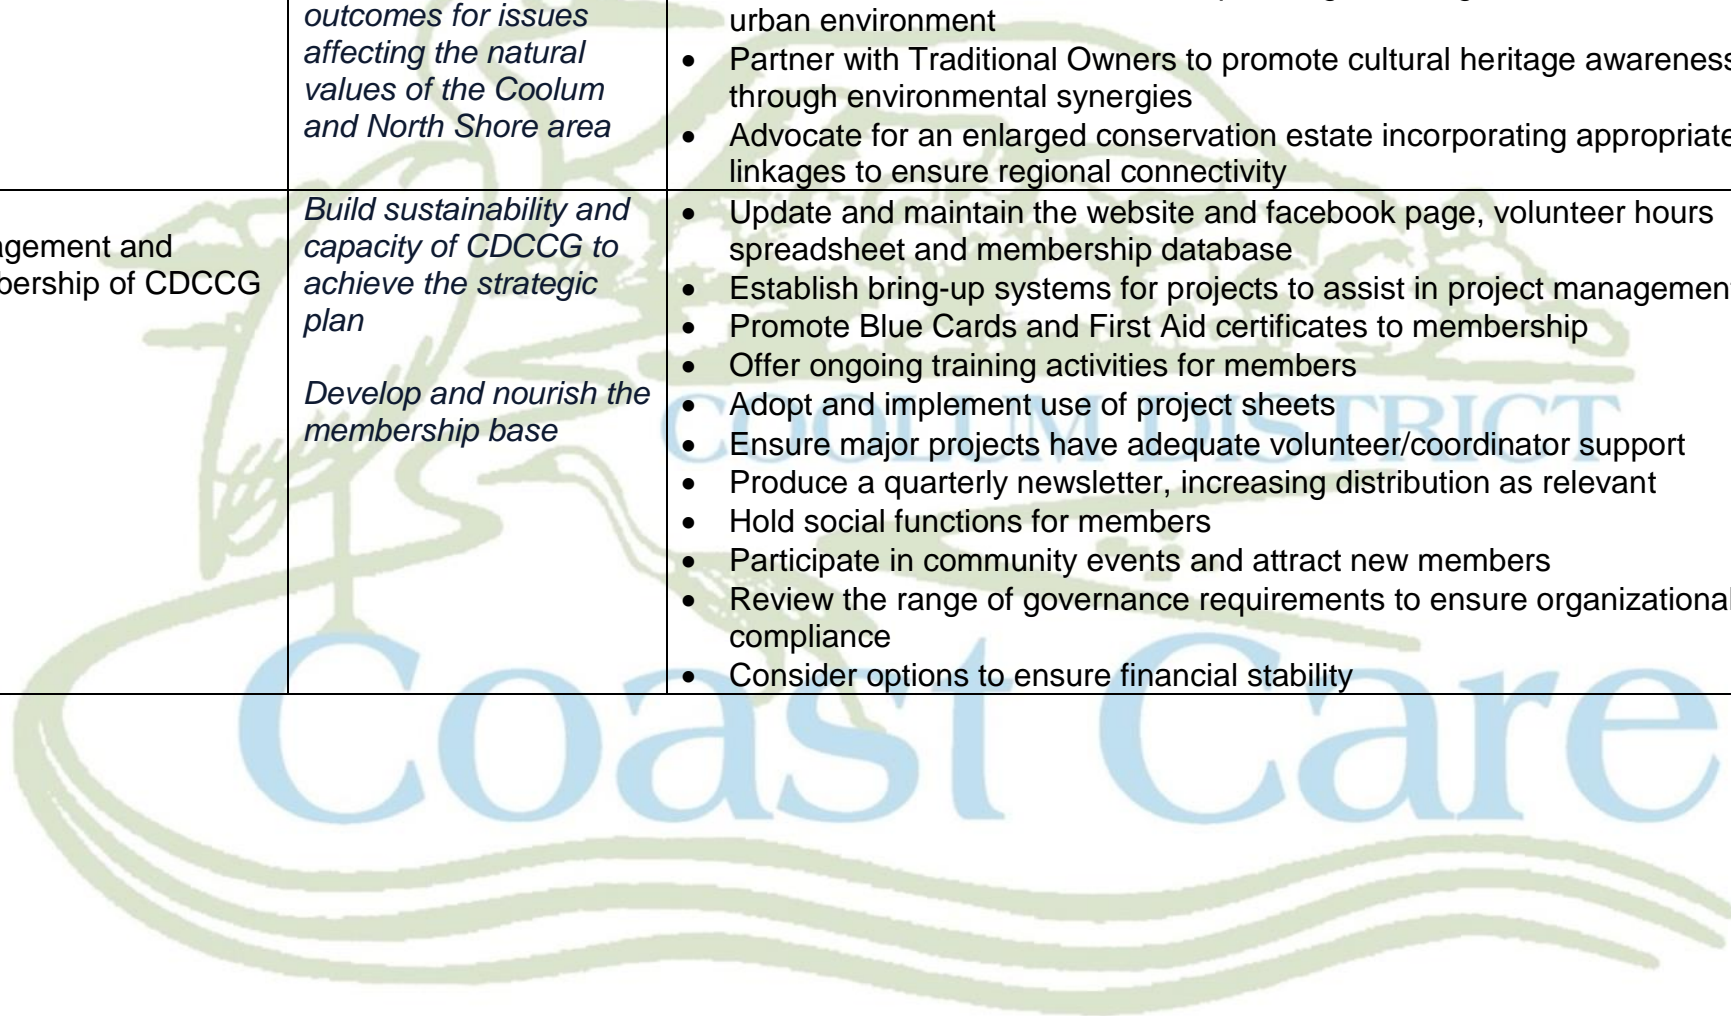 outcomes for issues
affecting the natural
values of the Coolum
and North Shore area
urban environment
• Partner with Traditional Owners to promote cultural heritage awareness
through environmental synergies
• Advocate for an enlarged conservation estate incorporating appropriate
linkages to ensure regional connectivity
agement and
bership of CDCCG
Build sustainability and
capacity of CDCCG to
achieve the strategic
plan
Develop and nourish the
membership base
• Update and maintain the website and facebook page, volunteer hours
spreadsheet and membership database
• Establish bring-up systems for projects to assist in project management
• Promote Blue Cards and First Aid certificates to membership
• Offer ongoing training activities for members
• Adopt and implement use of project sheets
• Ensure major projects have adequate volunteer/coordinator support
• Produce a quarterly newsletter, increasing distribution as relevant
• Hold social functions for members
• Participate in community events and attract new members
• Review the range of governance requirements to ensure organizational
compliance
• Consider options to ensure financial stability
COOLUM DISTRICT
Coast Care